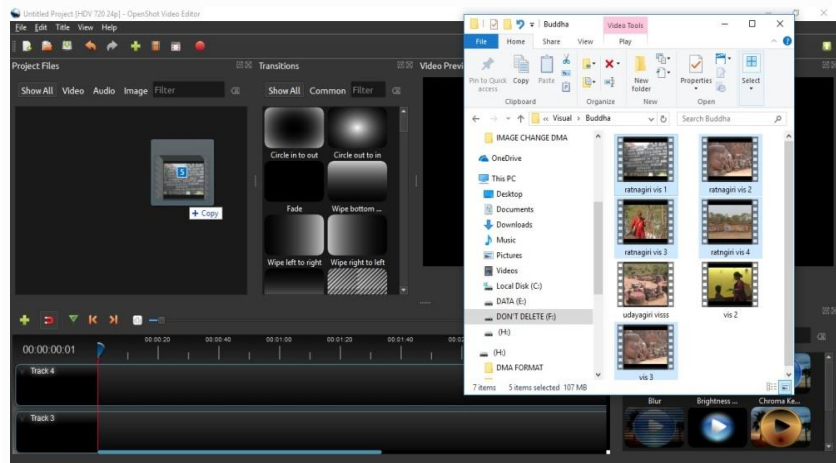 Untitled Project [HDV 720 24p] - OpenShot Video Editor
File Edit Title View Help
Project Files
Show All Video Audio Image Filter
5
+ Copy
Transitions
Show All Common Filter
Circle in to out Circle out to in
Fade Wipe bottom ...
Wipe left to right Wipe right to left
Video Previ
Buddha
Video Tools
File Home Share View Play
Pin to Quick access
Copy
Paste
New folder
Properties
Select
Clipboard Organize New Open
« Visual > Buddha
Search Buddha
IMAGE CHANGE DMA
OneDrive
This PC
Desktop
Documents
Downloads
Music
Pictures
Videos
Local Disk (C:)
DATA (E:)
DON'T DELETE (F:)
(H:)
(H:)
DMA FORMAT
ratnagiri vis 1 ratnagiri vis 2
ratnagiri vis 3 ratngiri vis 4
udayagiri visss vis 2
vis 3
7 items 5 items selected 107 MB
00:00:00:01
00:00:20 00:00:40 00:01:00 00:01:20 00:01:40
Track 4
Track 3
Blur Brightness ... Chroma Ke...